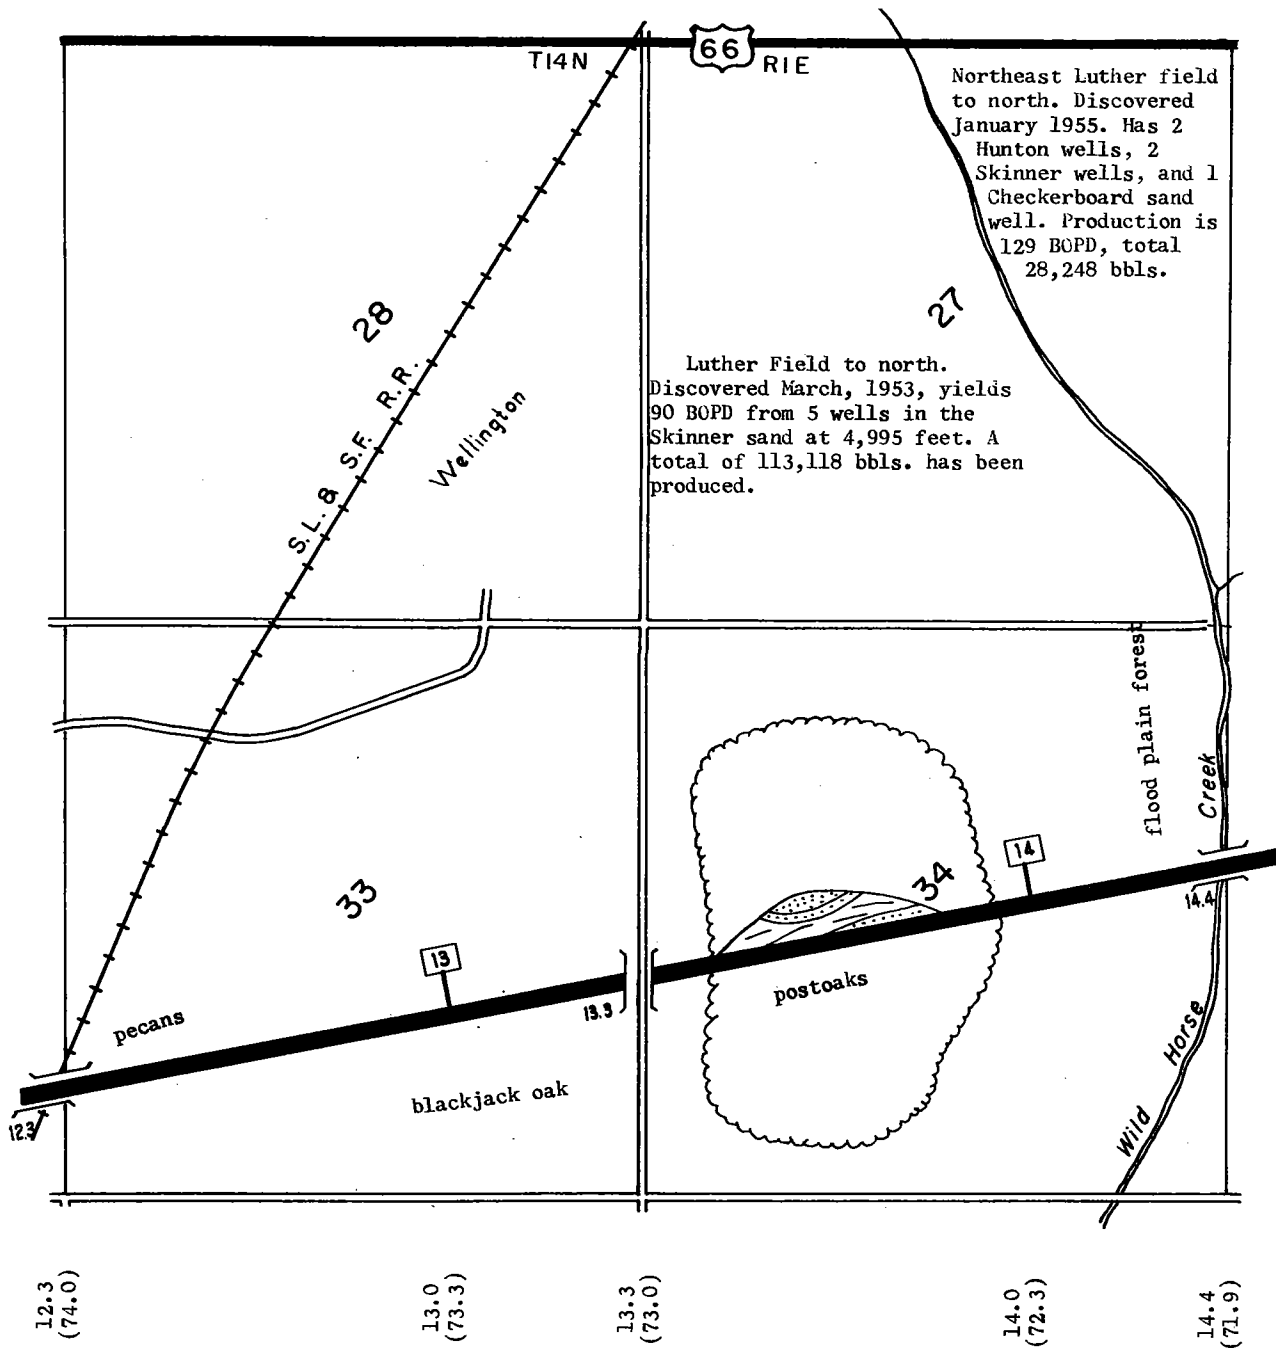 T14N
66
R1E
Northeast Luther field
to north. Discovered
January 1955. Has 2
Hunton wells, 2
Skinner wells, and 1
Checkerboard sand
well. Production is
129 BOPD, total
28,248 bbls.
28
27
Luther Field to north.
Discovered March, 1953, yields
90 BOPD from 5 wells in the
Skinner sand at 4,995 feet. A
total of 113,118 bbls. has been
produced.
S.L. & S.F. R.R.
Wellington
flood plain forest
Wild Horse Creek
33
34
14
14.4
13
13.3
postoaks
pecans
blackjack oak
12.3
12.3
(74.0)
13.0
(73.3)
13.3
(73.0)
14.0
(72.3)
14.4
(71.9)